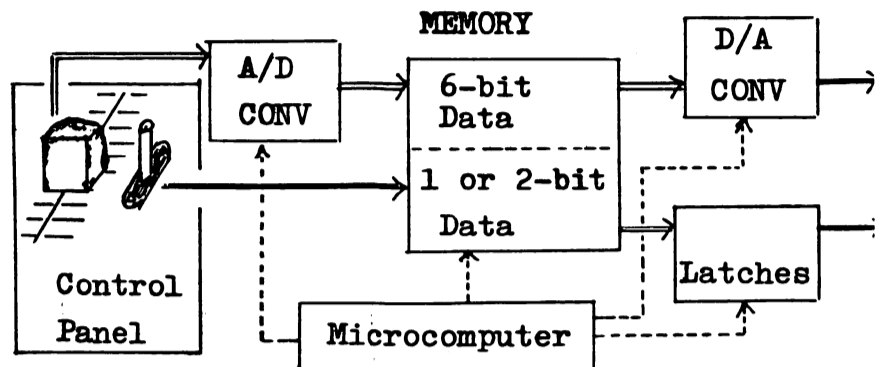 MEMORY
A/D
CONV
6-bit
Data
1 or 2-bit
Data
D/A
CONV
Latches
Control
Panel
Microcomputer